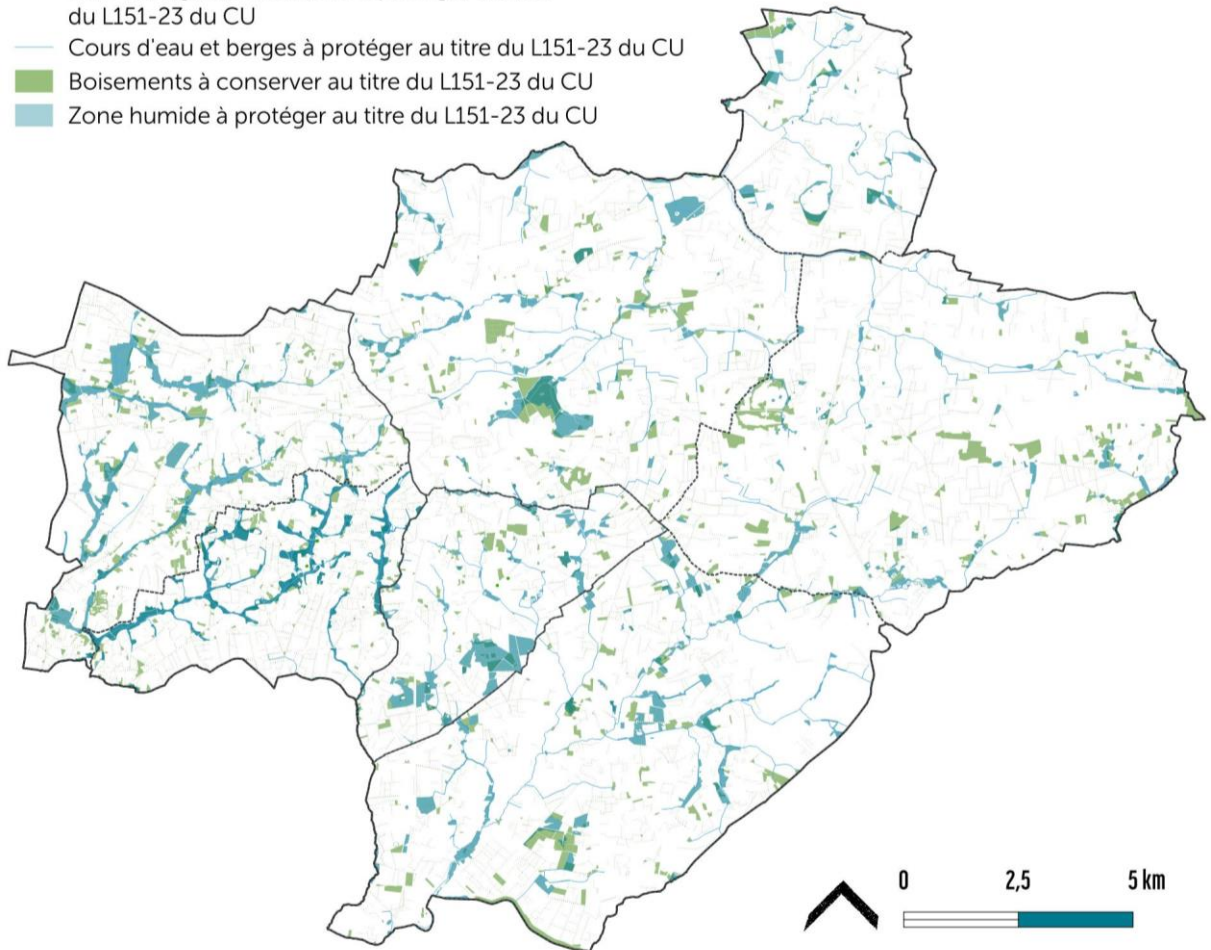 du L151-23 du CU
Cours d'eau et berges à protéger au titre du L151-23 du CU
Boisements à conserver au titre du L151-23 du CU
Zone humide à protéger au titre du L151-23 du CU
0 2,5 5 km